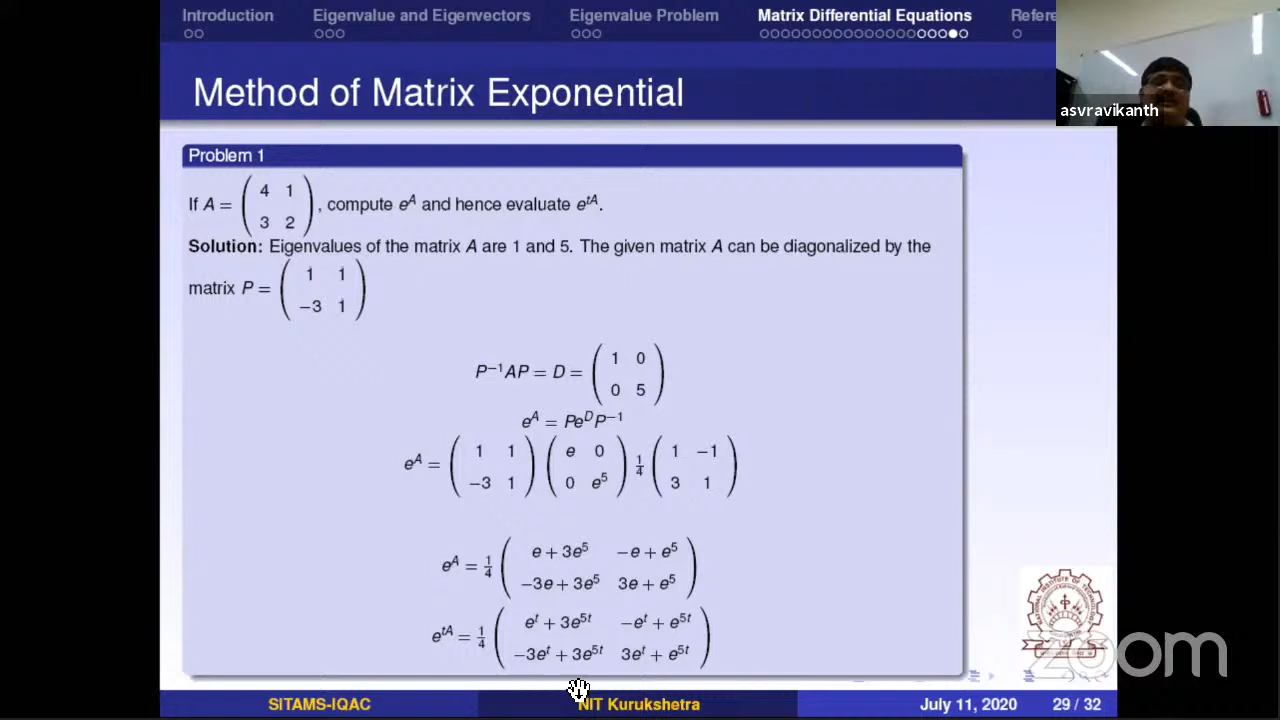 Introduction Eigenvalue and Eigenvectors Eigenvalue Problem Matrix Differential Equations Refere
asvravikanth
Method of Matrix Exponential
Problem 1
If A = ( 4 1 ; 3 2 ), compute e^A and hence evaluate e^{tA}.
Solution: Eigenvalues of the matrix A are 1 and 5. The given matrix A can be diagonalized by the
matrix P = ( 1 1 ; −3 1 )
P^{−1}AP = D = ( 1 0 ; 0 5 )
e^A = Pe^DP^{−1}
e^A = ( 1 1 ; −3 1 ) ( e 0 ; 0 e^5 ) 1/4 ( 1 −1 ; 3 1 )
e^A = 1/4 ( e + 3e^5 −e + e^5 ; −3e + 3e^5 3e + e^5 )
e^{tA} = 1/4 ( e^t + 3e^{5t} −e^t + e^{5t} ; −3e^t + 3e^{5t} 3e^t + e^{5t} )
zoom
SITAMS-IQAC NIT Kurukshetra July 11, 2020 29 / 32